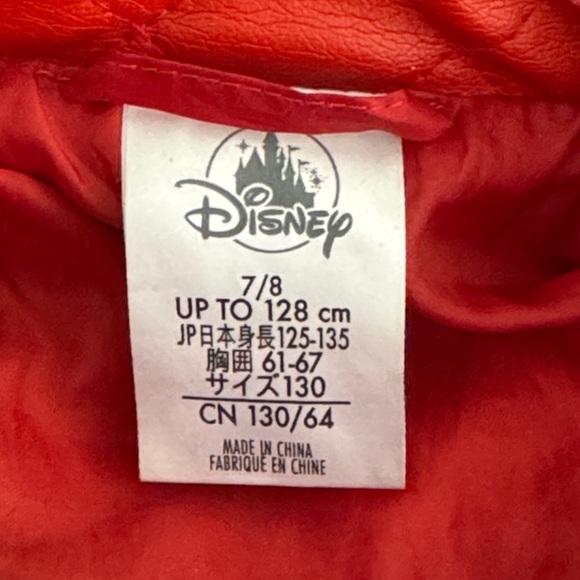 Disney
7/8
UP TO 128 cm
JP日本身長125-135
胸囲 61-67
サイズ130
CN 130/64
MADE IN CHINA
FABRIQUÉ EN CHINE